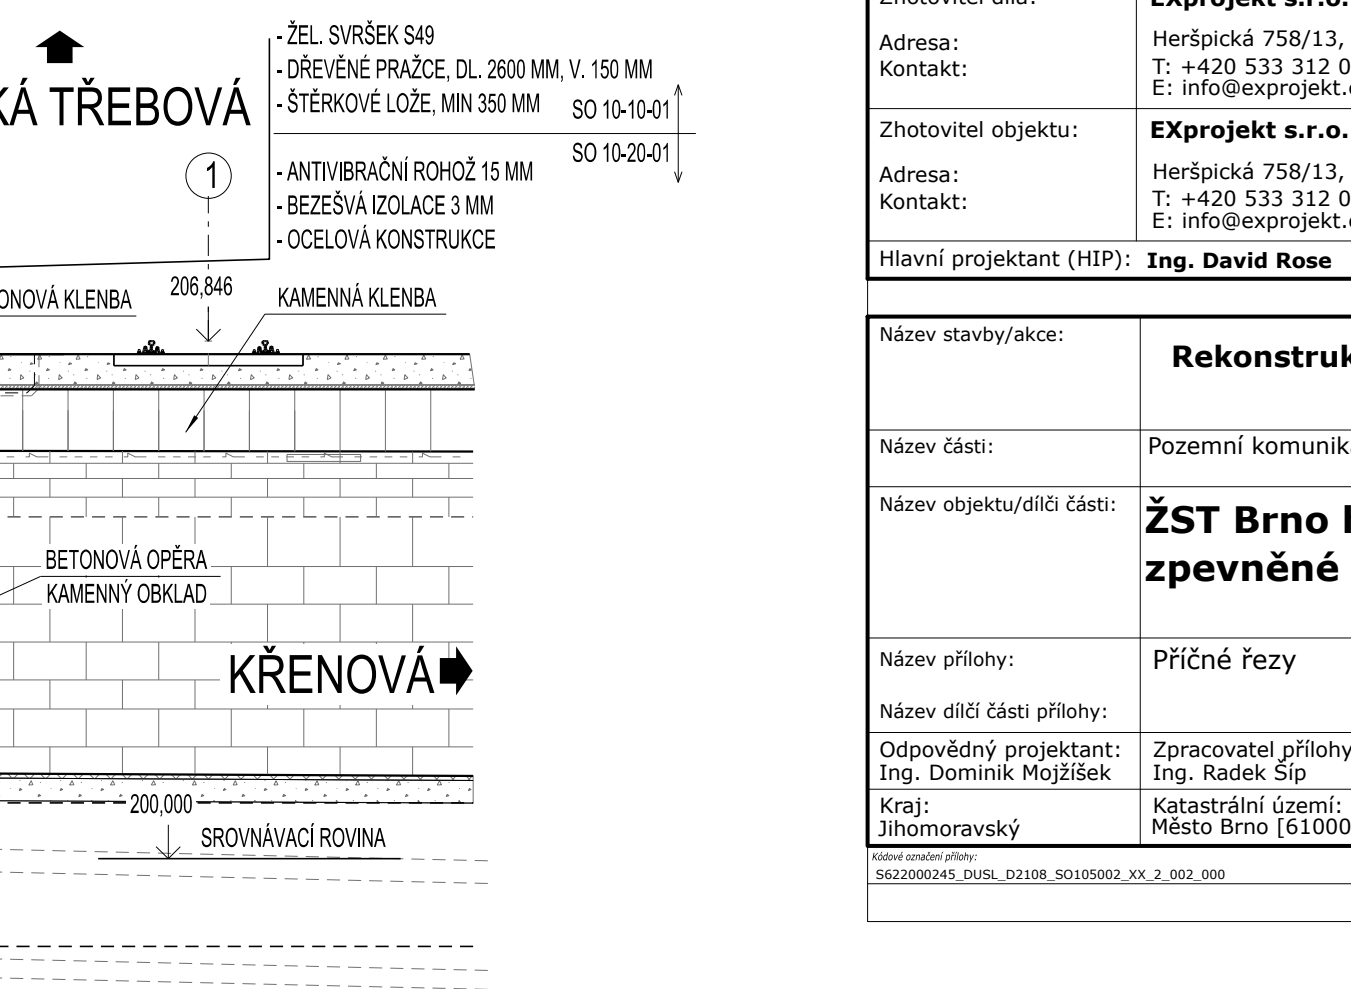 - ŽEL. SVRŠEK S49
- DŘEVĚNÉ PRAŽCE, DL. 2600 MM, V. 150 MM
- ŠTĚRKOVÉ LOŽE, MIN 350 MM
SO 10-10-01
SO 10-20-01
KÁ TŘEBOVÁ
1
- ANTIVIBRAČNÍ ROHOŽ 15 MM
- BEZEŠVÁ IZOLACE 3 MM
- OCELOVÁ KONSTRUKCE
ONOVÁ KLENBA
206,846
KAMENNÁ KLENBA
BETONOVÁ OPĚRA
KAMENNÝ OBKLAD
KŘENOVÁ
200,000
SROVNÁVACÍ ROVINA
Zhotovitel díla: EXprojekt s.r.o.
Adresa: Heršpická 758/13,
Kontakt: T: +420 533 312 0
E: info@exprojekt.
Zhotovitel objektu: EXprojekt s.r.o.
Adresa: Heršpická 758/13,
Kontakt: T: +420 533 312 0
E: info@exprojekt.
Hlavní projektant (HIP): Ing. David Rose
Název stavby/akce: Rekonstruk
Název části: Pozemní komunik
Název objektu/dílči části: ŽST Brno
zpevněné
Název přílohy: Příčné řezy
Název dílčí části přílohy:
Odpovědný projektant: Zpracovatel přílohy
Ing. Dominik Mojžíšek Ing. Radek Šíp
Kraj: Katastrální území:
Jihomoravský Město Brno [61000
Kódové označení přílohy:
S622000245_DUSL_D2108_SO105002_XX_2_002_000